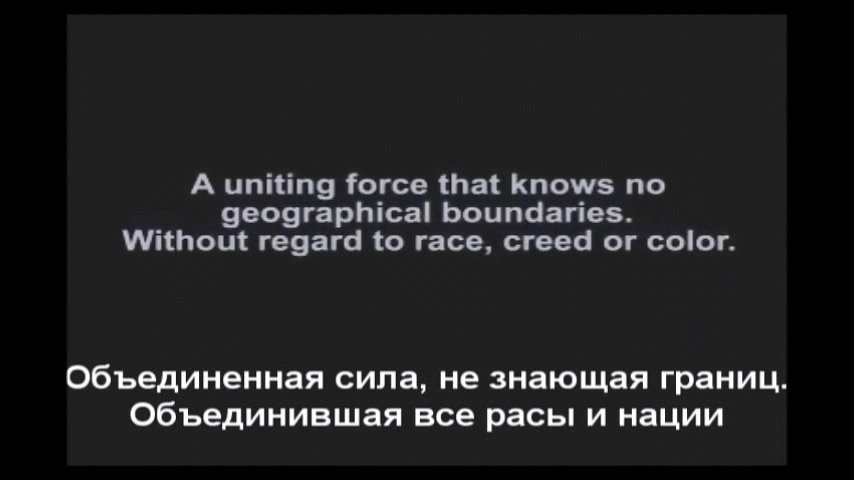 A uniting force that knows no
geographical boundaries.
Without regard to race, creed or color.
Объединенная сила, не знающая границ.
Объединившая все расы и нации